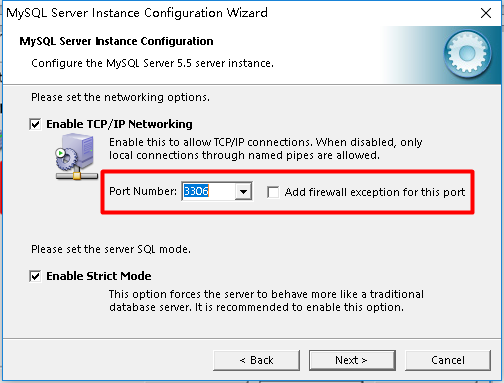 MySQL Server Instance Configuration Wizard
MySQL Server Instance Configuration
Configure the MySQL Server 5.5 server instance.
Please set the networking options.
Enable TCP/IP Networking
Enable this to allow TCP/IP connections. When disabled, only
local connections through named pipes are allowed.
Port Number: 3306 Add firewall exception for this port
Please set the server SQL mode.
Enable Strict Mode
This option forces the server to behave more like a traditional
database server. It is recommended to enable this option.
< Back Next > Cancel